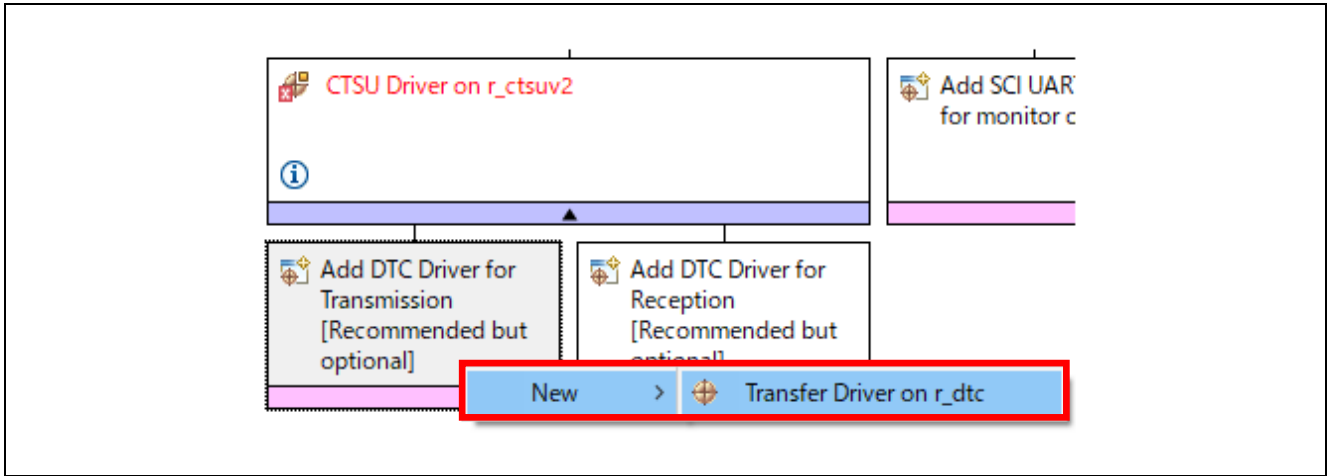 CTSU Driver on r_ctsuv2
Add SCI UAR
for monitor c
Add DTC Driver for
Transmission
[Recommended but
optional]
Add DTC Driver for
Reception
[Recommended but
optional]
New > Transfer Driver on r_dtc